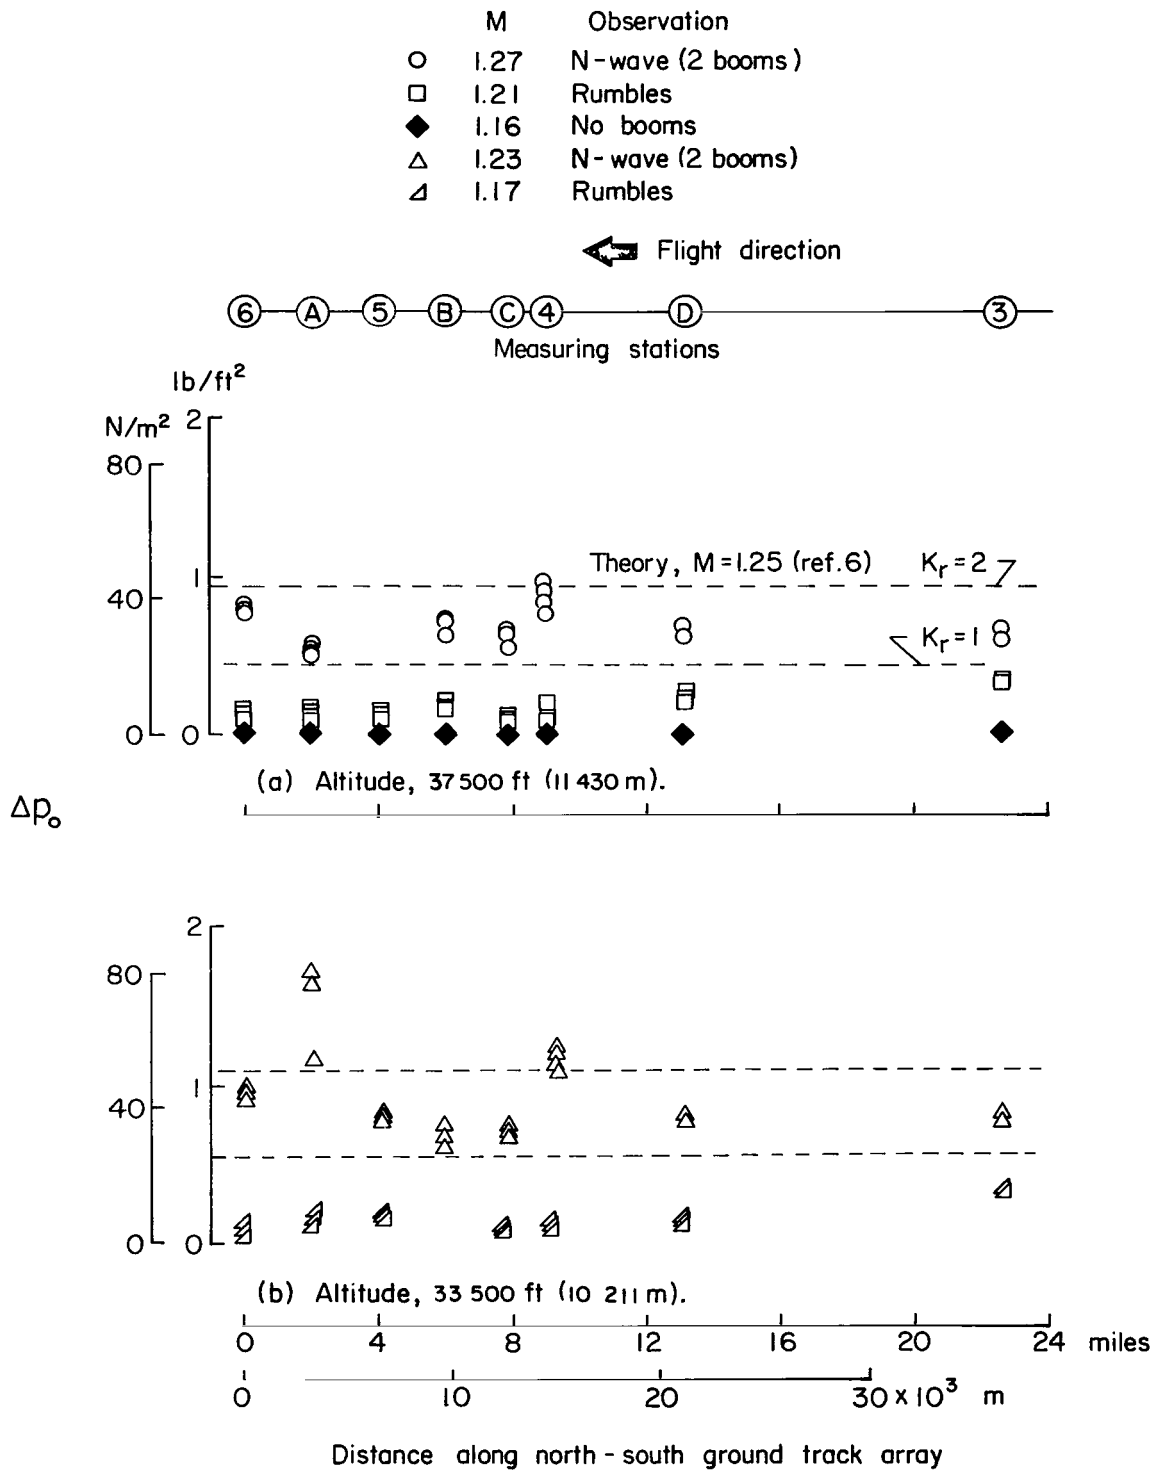 M Observation
1.27 N-wave (2 booms)
1.21 Rumbles
1.16 No booms
1.23 N-wave (2 booms)
1.17 Rumbles
Flight direction
6 A 5 B C 4 D 3
Measuring stations
lb/ft²
N/m² 2
80
Theory, M=1.25 (ref.6) Kr=2
1
40
Kr=1
0 0
(a) Altitude, 37 500 ft (11 430 m).
Δp₀
2
80
1
40
0 0
(b) Altitude, 33 500 ft (10 211 m).
0 4 8 12 16 20 24 miles
0 10 20 30 x 10³ m
Distance along north-south ground track array